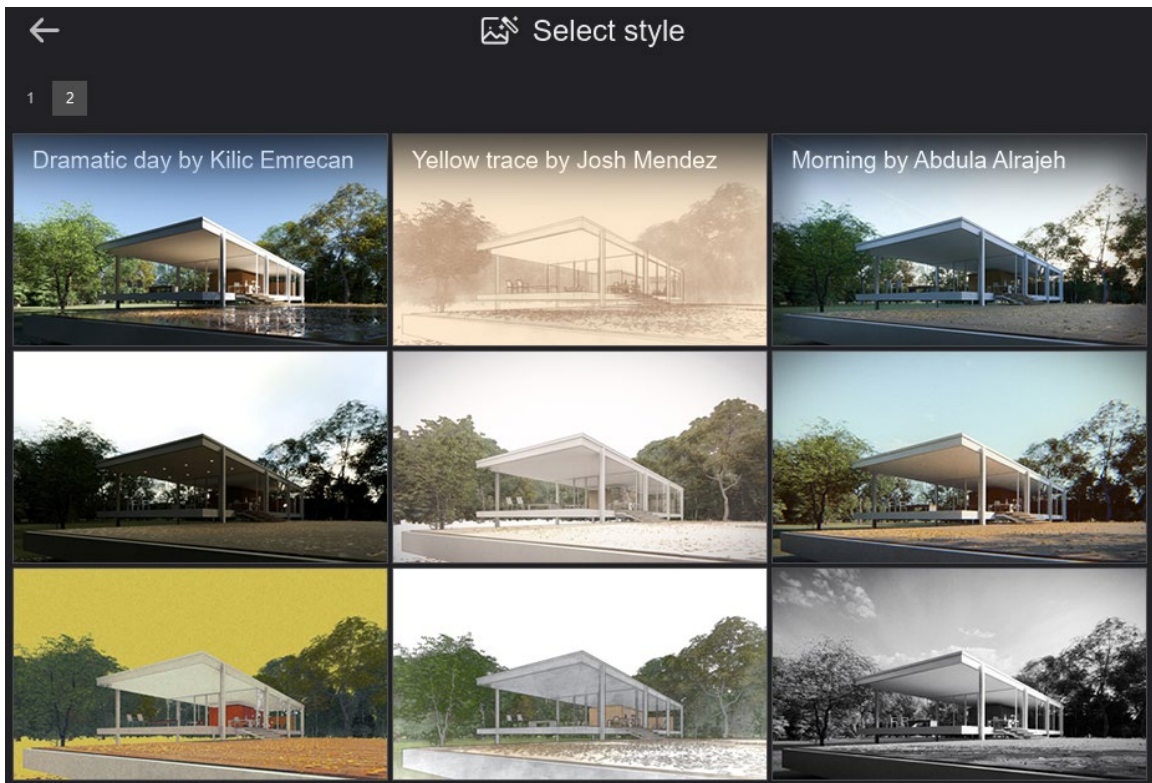 Select style
1 2
Dramatic day by Kilic Emrecan
Yellow trace by Josh Mendez
Morning by Abdula Alrajeh